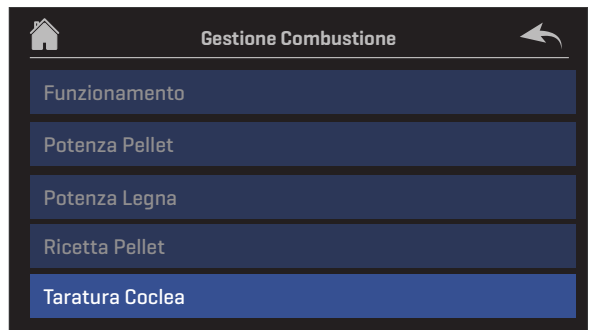 Gestione Combustione
Funzionamento
Potenza Pellet
Potenza Legna
Ricetta Pellet
Taratura Coclea